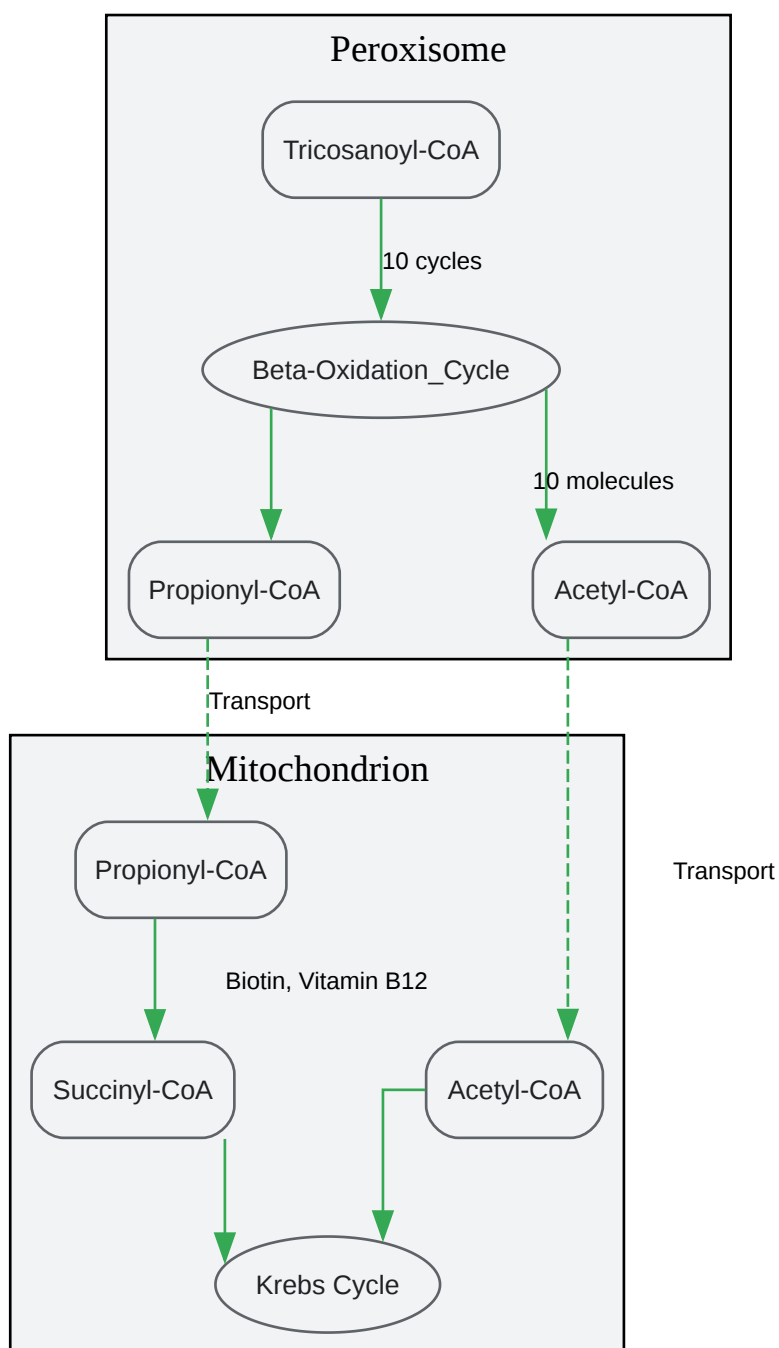 Peroxisome
Tricosanoyl-CoA
10 cycles
Beta-Oxidation_Cycle
10 molecules
Propionyl-CoA
Acetyl-CoA
Transport
Mitochondrion
Propionyl-CoA
Transport
Biotin, Vitamin B12
Succinyl-CoA
Acetyl-CoA
Krebs Cycle